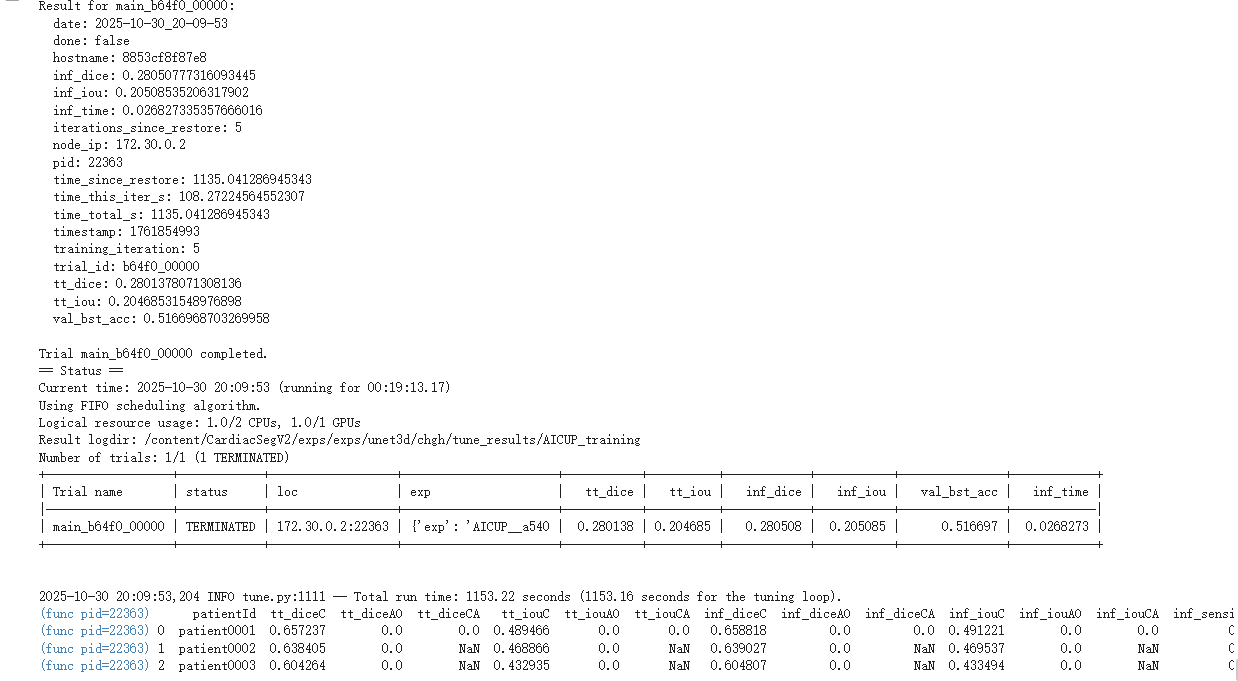 Result for main_b64f0_00000:
date: 2025-10-30_20-09-53
done: false
hostname: 8853cf8f87e8
inf_dice: 0.28050777316093445
inf_iou: 0.20508535206317902
inf_time: 0.026827335357666016
iterations_since_restore: 5
node_ip: 172.30.0.2
pid: 22363
time_since_restore: 1135.041286945343
time_this_iter_s: 108.27224564552307
time_total_s: 1135.041286945343
timestamp: 1761854993
training_iteration: 5
trial_id: b64f0_00000
tt_dice: 0.2801378071308136
tt_iou: 0.20468531548976898
val_bst_acc: 0.5166968703269958
Trial main_b64f0_00000 completed.
== Status ==
Current time: 2025-10-30 20:09:53 (running for 00:19:13.17)
Using FIFO scheduling algorithm.
Logical resource usage: 1.0/2 CPUs, 1.0/1 GPUs
Result logdir: /content/CardiacSegV2/exps/exps/unet3d/chgh/tune_results/AICUP_training
Number of trials: 1/1 (1 TERMINATED)
| Trial name | status | loc | exp | tt_dice | tt_iou | inf_dice | inf_iou | val_bst_acc | inf_time |
| main_b64f0_00000 | TERMINATED | 172.30.0.2:22363 | {'exp': 'AICUP__a540 | 0.280138 | 0.204685 | 0.280508 | 0.205085 | 0.516697 | 0.0268273 |
2025-10-30 20:09:53,204 INFO tune.py:1111 -- Total run time: 1153.22 seconds (1153.16 seconds for the tuning loop).
(func pid=22363) patientId tt_diceC tt_diceAO tt_diceCA tt_iouC tt_iouAO tt_iouCA inf_diceC inf_diceAO inf_diceCA inf_iouC inf_iouAO inf_iouCA inf_sensi
(func pid=22363) 0 patient0001 0.657237 0.0 0.0 0.489466 0.0 0.0 0.658818 0.0 0.0 0.491221 0.0 0.0 0
(func pid=22363) 1 patient0002 0.638405 0.0 NaN 0.468866 0.0 NaN 0.639027 0.0 NaN 0.469537 0.0 NaN 0
(func pid=22363) 2 patient0003 0.604264 0.0 NaN 0.432935 0.0 NaN 0.604807 0.0 NaN 0.433494 0.0 NaN 0